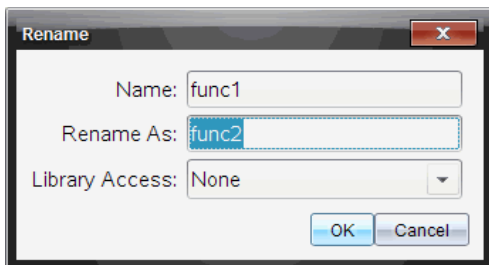 Rename
Name: func1
Rename As: func2
Library Access: None
OK Cancel